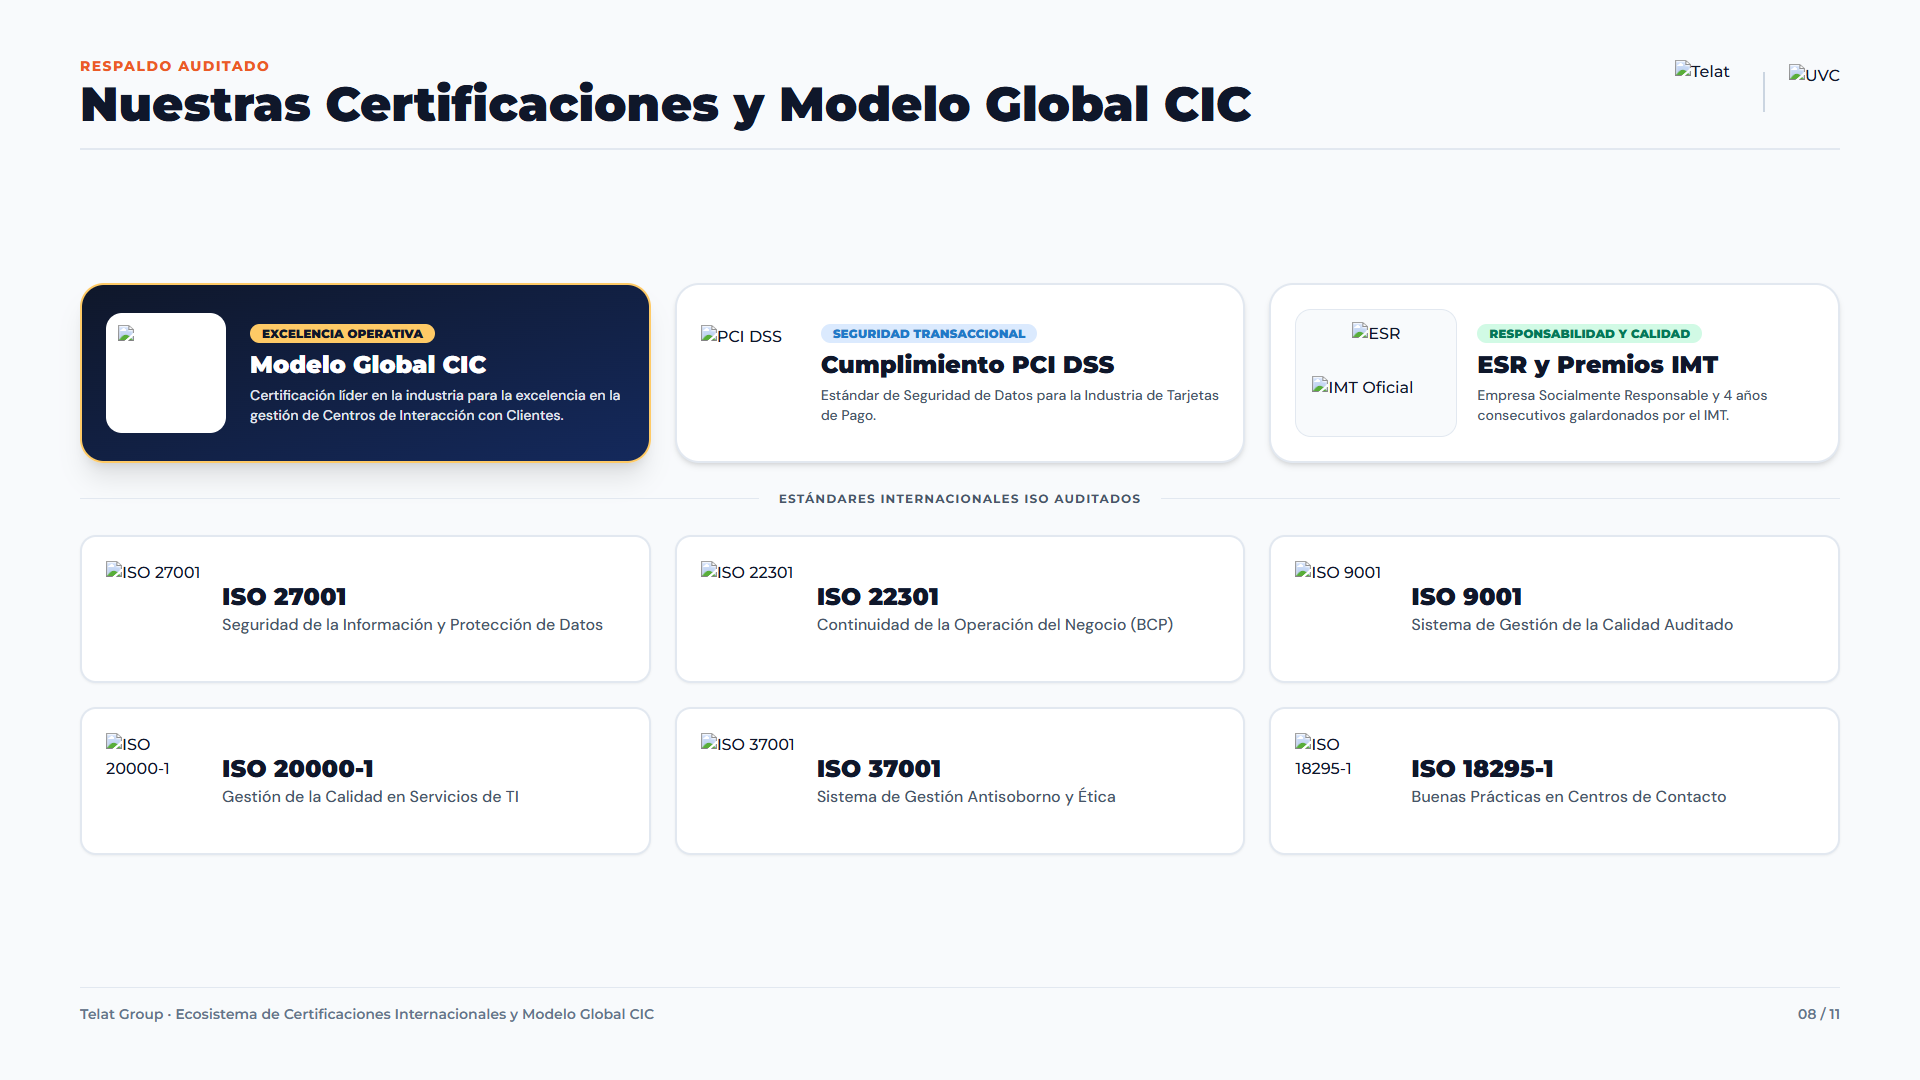 RESPALDO AUDITADO
Nuestras Certificaciones y Modelo Global CIC
Telat
UVC
EXCELENCIA OPERATIVA
Modelo Global CIC
Certificación líder en la industria para la excelencia en la
gestión de Centros de Interacción con Clientes.
PCI DSS
SEGURIDAD TRANSACCIONAL
Cumplimiento PCI DSS
Estándar de Seguridad de Datos para la Industria de Tarjetas
de Pago.
ESR
IMT Oficial
RESPONSABILIDAD Y CALIDAD
ESR y Premios IMT
Empresa Socialmente Responsable y 4 años
consecutivos galardonados por el IMT.
ESTÁNDARES INTERNACIONALES ISO AUDITADOS
ISO 27001
ISO 27001
Seguridad de la Información y Protección de Datos
ISO 22301
ISO 22301
Continuidad de la Operación del Negocio (BCP)
ISO 9001
ISO 9001
Sistema de Gestión de la Calidad Auditado
ISO
20000-1
ISO 20000-1
Gestión de la Calidad en Servicios de TI
ISO 37001
ISO 37001
Sistema de Gestión Antisoborno y Ética
ISO
18295-1
ISO 18295-1
Buenas Prácticas en Centros de Contacto
Telat Group · Ecosistema de Certificaciones Internacionales y Modelo Global CIC
08 / 11